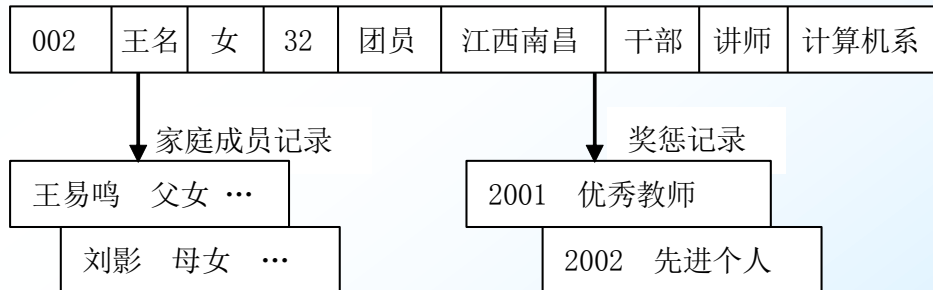 002 王名 女 32 团员 江西南昌 干部 讲师 计算机系
家庭成员记录 奖惩记录
王易鸣 父女 … 2001 优秀教师
刘影 母女 … 2002 先进个人